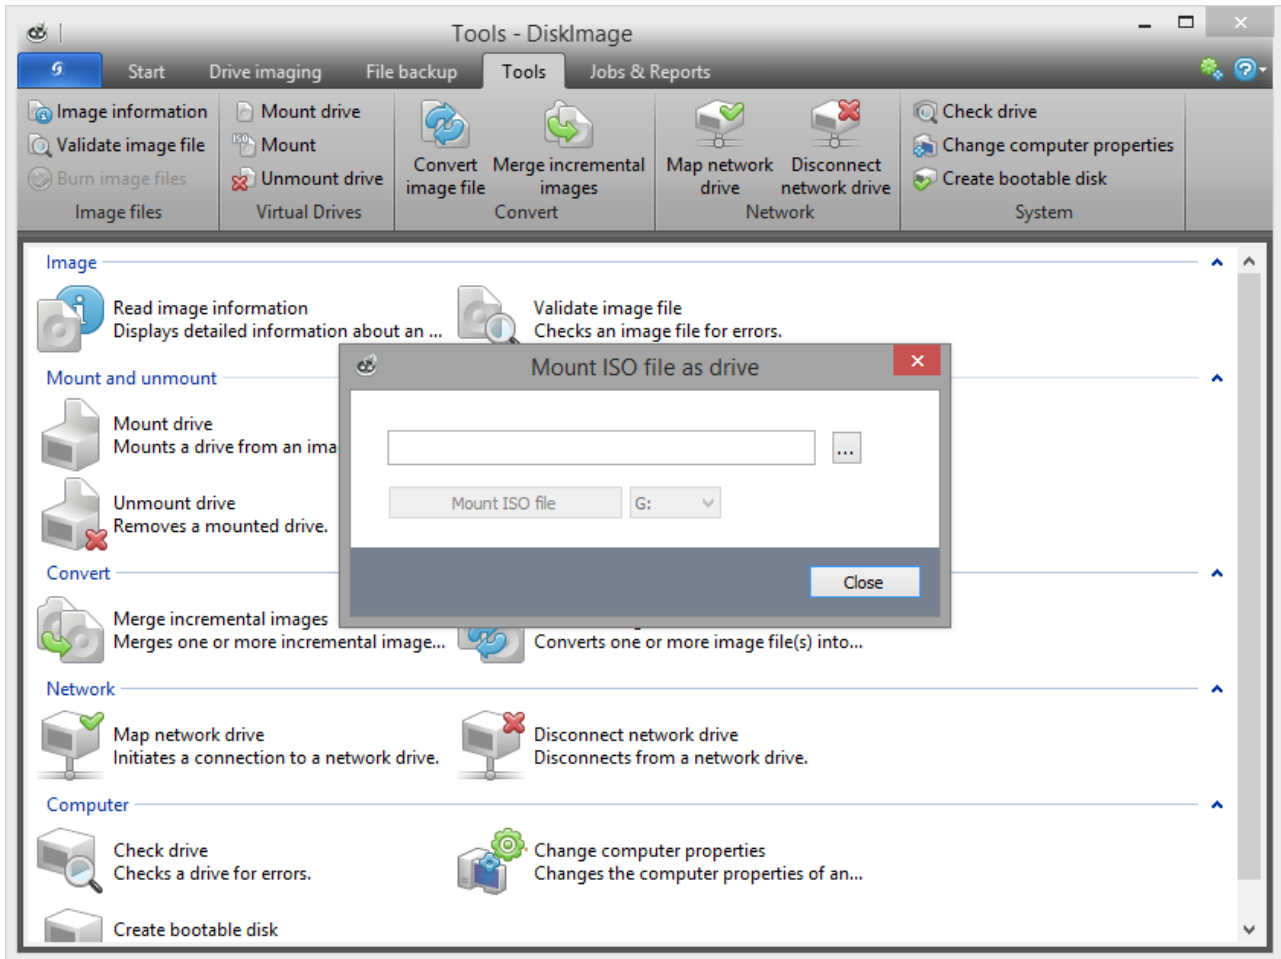 Tools - DiskImage
Start
Drive imaging
File backup
Tools
Jobs & Reports
Image information
Validate image file
Burn image files
Image files
Mount drive
ISO
Mount
Unmount drive
Virtual Drives
Convert
image file
Merge incremental
images
Convert
Map network
drive
Disconnect
network drive
Network
Check drive
Change computer properties
Create bootable disk
System
Image
Read image information
Displays detailed information about an ...
Validate image file
Checks an image file for errors.
Mount and unmount
Mount drive
Mounts a drive from an ima
Unmount drive
Removes a mounted drive.
Mount ISO file as drive
...
Mount ISO file
G:
Close
Convert
Merge incremental images
Merges one or more incremental image...
Converts one or more image file(s) into...
Network
Map network drive
Initiates a connection to a network drive.
Disconnect network drive
Disconnects from a network drive.
Computer
Check drive
Checks a drive for errors.
Change computer properties
Changes the computer properties of an...
Create bootable disk